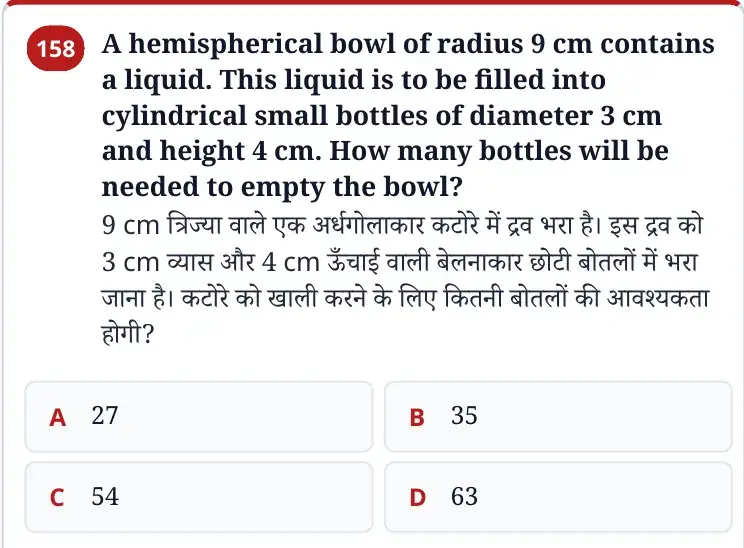 158 A hemispherical bowl of radius 9 cm contains
a liquid. This liquid is to be filled into
cylindrical small bottles of diameter 3 cm
and height 4 cm. How many bottles will be
needed to empty the bowl?
9 cm त्रिज्या वाले एक अर्धगोलाकार कटोरे में द्रव भरा है। इस द्रव को
3 cm व्यास और 4 cm ऊँचाई वाली बेलनाकार छोटी बोतलों में भरा
जाना है। कटोरे को खाली करने के लिए कितनी बोतलों की आवश्यकता
होगी?
A 27
B 35
C 54
D 63